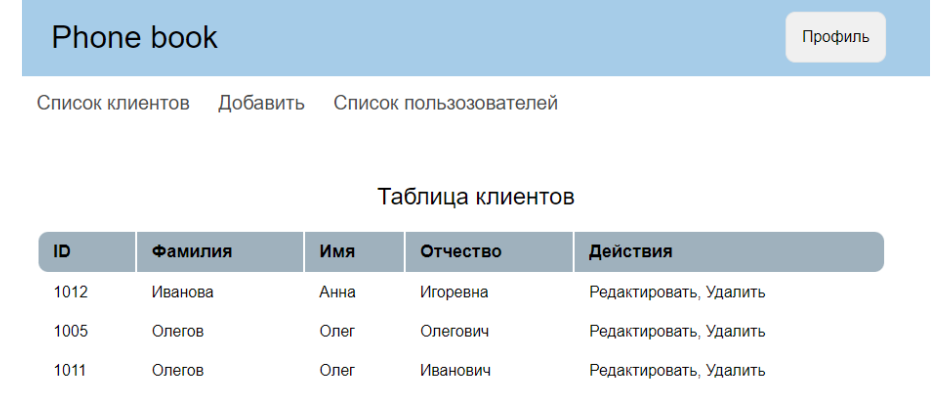 Phone book
Профиль
Список клиентов Добавить Список пользозователей
Таблица клиентов
ID Фамилия Имя Отчество Действия
1012 Иванова Анна Игоревна Редактировать, Удалить
1005 Олегов Олег Олегович Редактировать, Удалить
1011 Олегов Олег Иванович Редактировать, Удалить